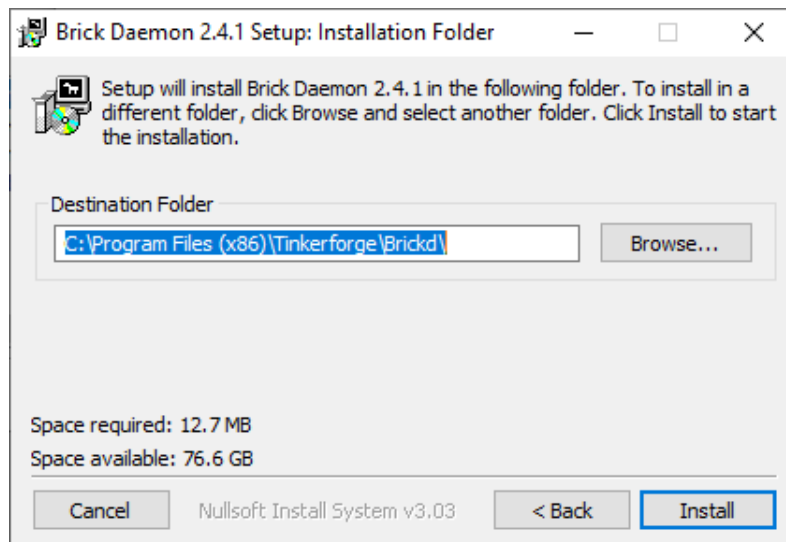 Brick Daemon 2.4.1 Setup: Installation Folder
Setup will install Brick Daemon 2.4.1 in the following folder. To install in a
different folder, click Browse and select another folder. Click Install to start
the installation.
Destination Folder
C:\Program Files (x86)\Tinkerforge\Brickd\
Browse...
Space required: 12.7 MB
Space available: 76.6 GB
Cancel
Nullsoft Install System v3.03
< Back
Install